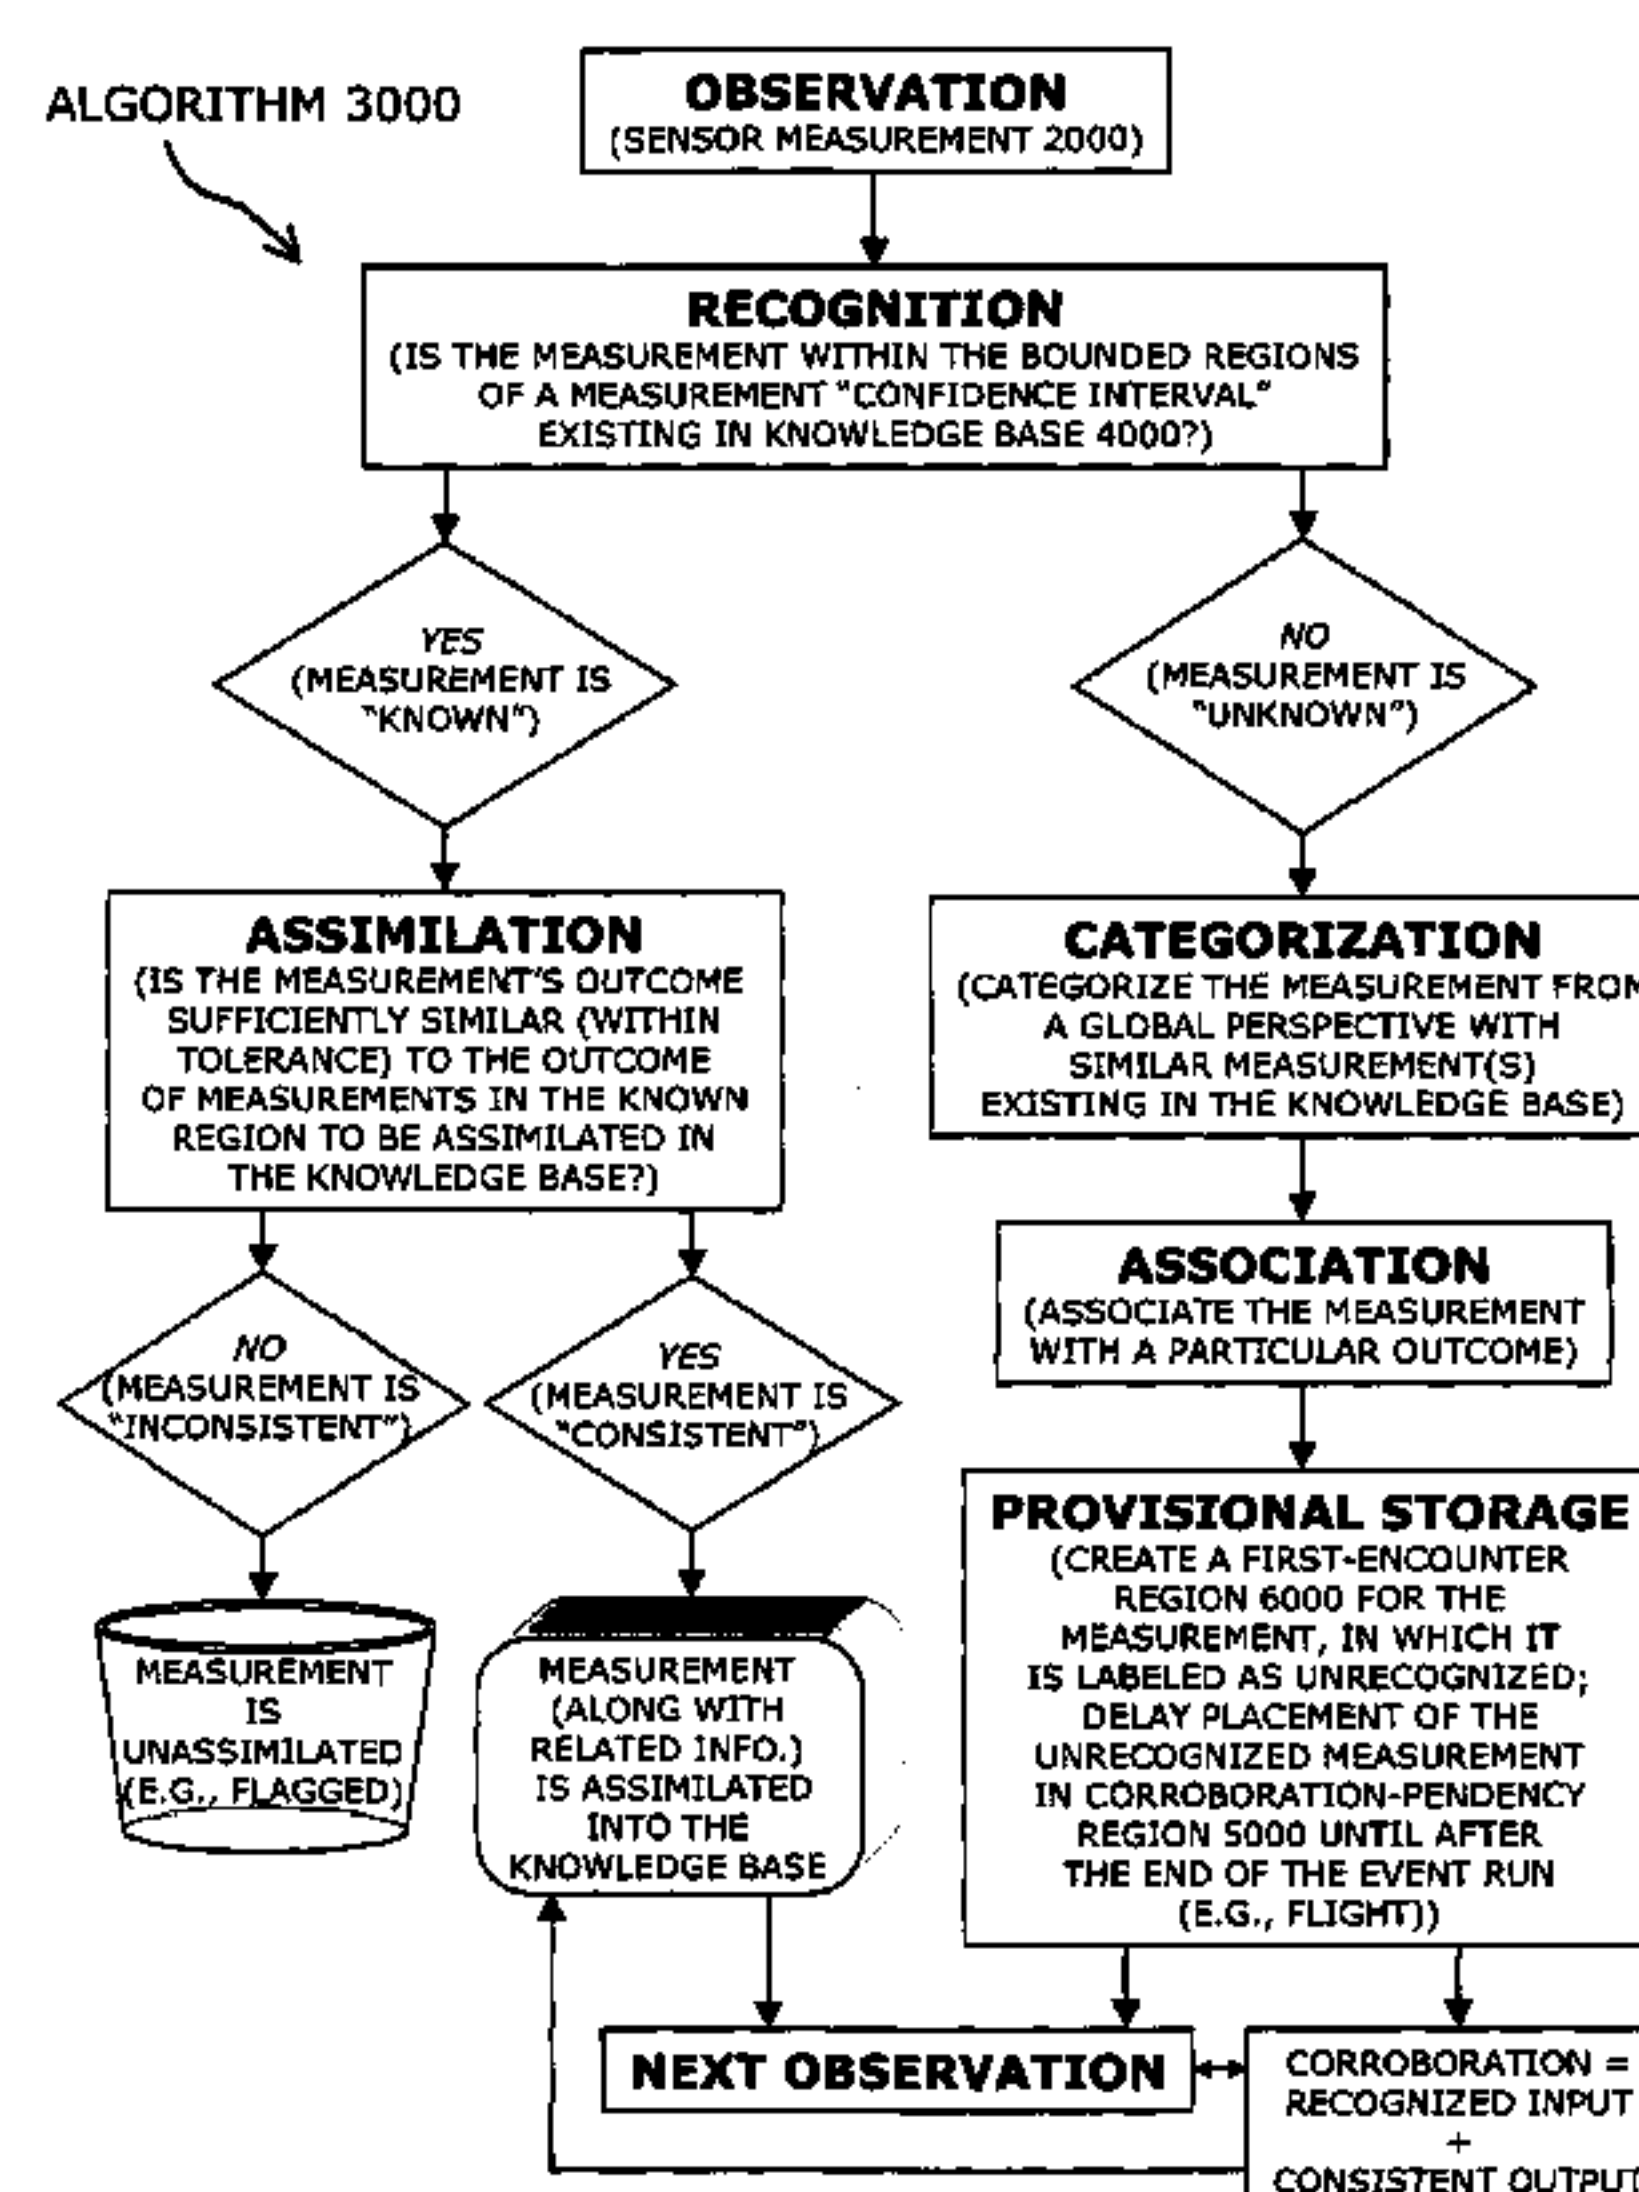 ALGORITHM 3000
OBSERVATION
(SENSOR MEASUREMENT 2000)
RECOGNITION
(IS THE MEASUREMENT WITHIN THE BOUNDED REGIONS
OF A MEASUREMENT "CONFIDENCE INTERVAL"
EXISTING IN KNOWLEDGE BASE 4000?)
YES
(MEASUREMENT IS
"KNOWN")
NO
(MEASUREMENT IS
"UNKNOWN")
ASSIMILATION
(IS THE MEASUREMENT'S OUTCOME
SUFFICIENTLY SIMILAR (WITHIN
TOLERANCE) TO THE OUTCOME
OF MEASUREMENTS IN THE KNOWN
REGION TO BE ASSIMILATED IN
THE KNOWLEDGE BASE?)
NO
(MEASUREMENT IS
"INCONSISTENT")
YES
(MEASUREMENT IS
"CONSISTENT")
MEASUREMENT
IS
UNASSIMILATED
(E.G., FLAGGED)
MEASUREMENT
(ALONG WITH
RELATED INFO.)
IS ASSIMILATED
INTO THE
KNOWLEDGE BASE
CATEGORIZATION
(CATEGORIZE THE MEASUREMENT FROM
A GLOBAL PERSPECTIVE WITH
SIMILAR MEASUREMENT(S)
EXISTING IN THE KNOWLEDGE BASE)
ASSOCIATION
(ASSOCIATE THE MEASUREMENT
WITH A PARTICULAR OUTCOME)
PROVISIONAL STORAGE
(CREATE A FIRST-ENCOUNTER
REGION 6000 FOR THE
MEASUREMENT, IN WHICH IT
IS LABELED AS UNRECOGNIZED;
DELAY PLACEMENT OF THE
UNRECOGNIZED MEASUREMENT
IN CORROBORATION-PENDENCY
REGION 5000 UNTIL AFTER
THE END OF THE EVENT RUN
(E.G., FLIGHT))
NEXT OBSERVATION
CORROBORATION =
RECOGNIZED INPUT
+
CONSISTENT OUTPUT